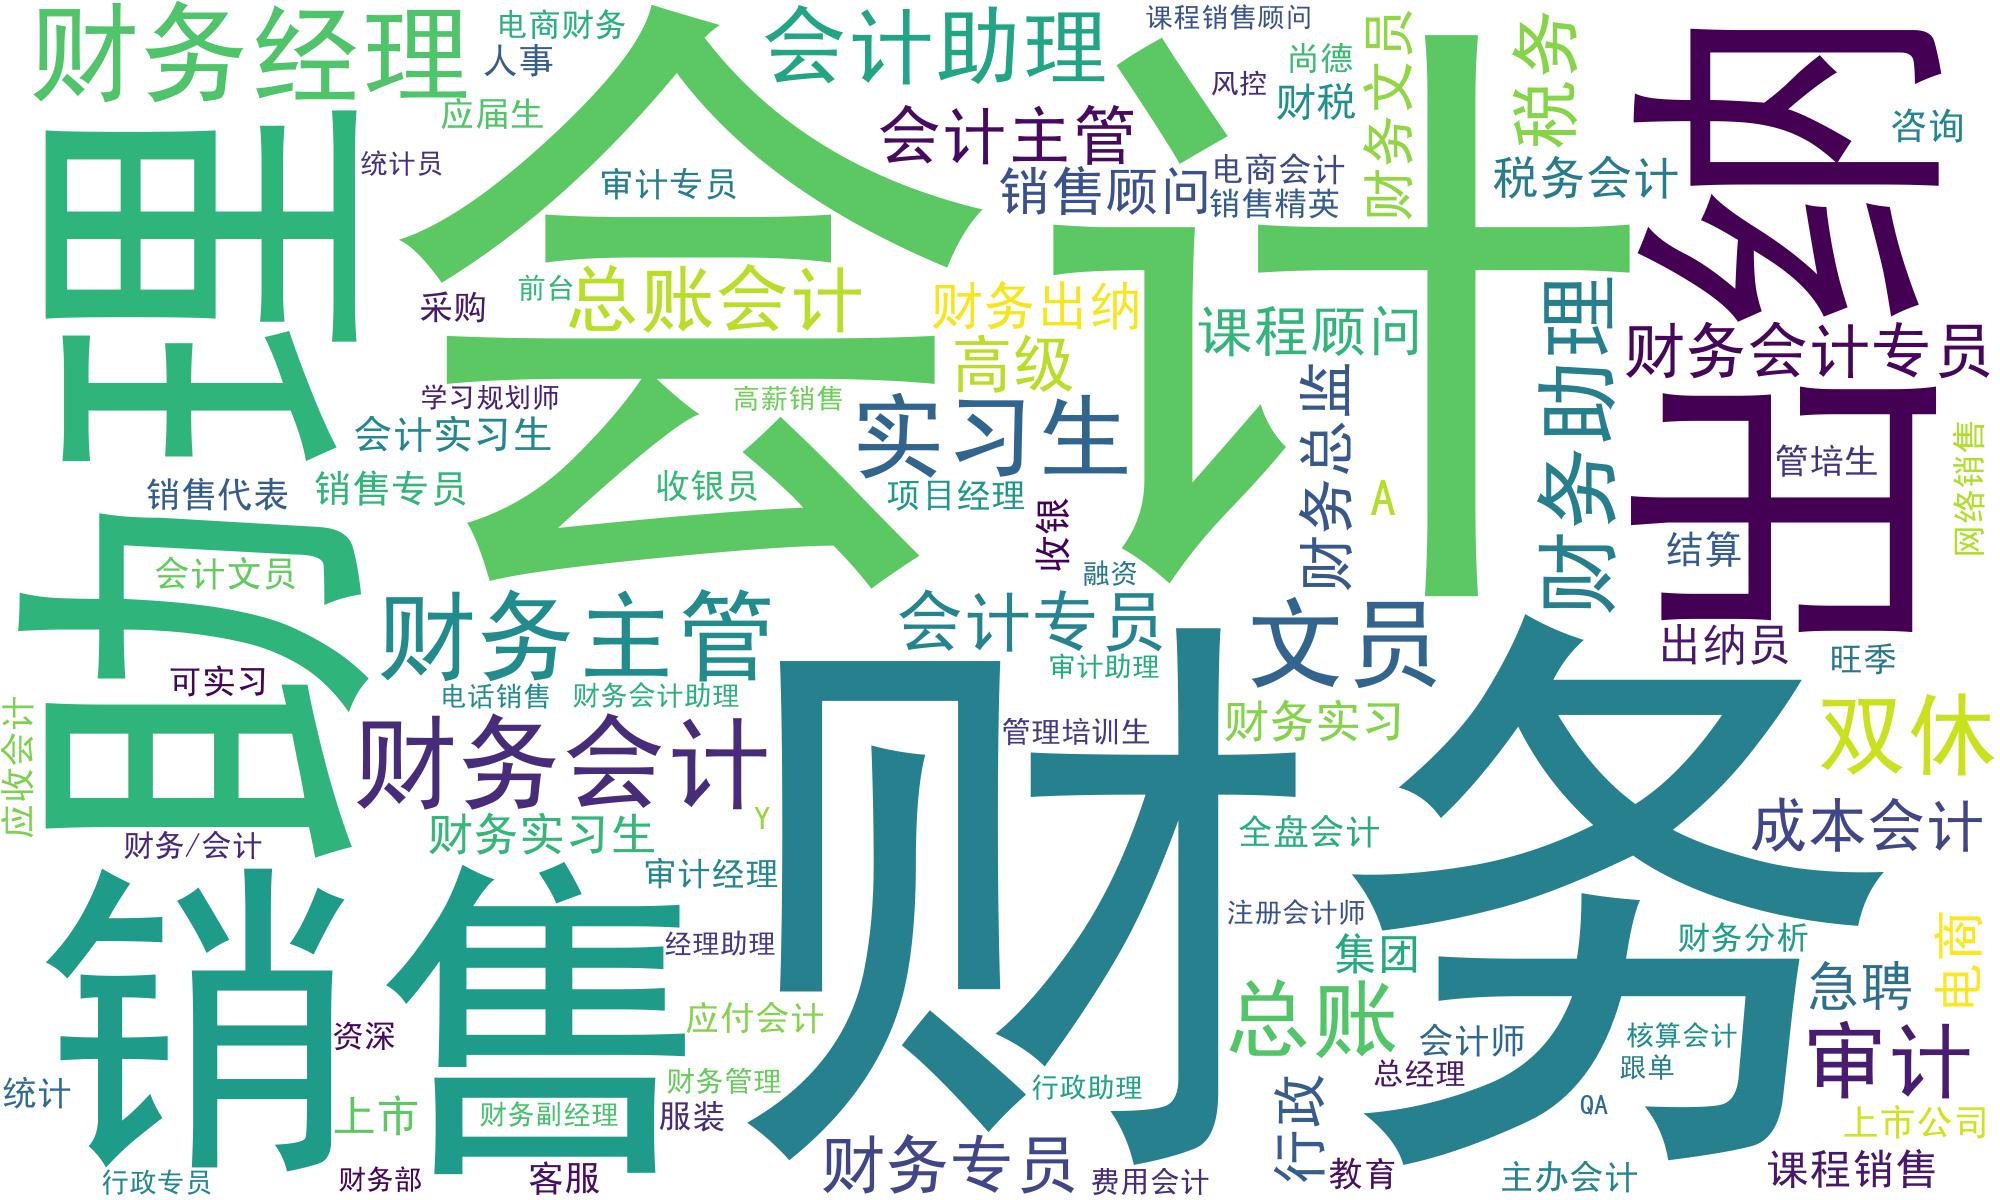 财务经理
电商财务
人事
应届生
统计员
会计
会计助理
课程销售顾问
尚德
风控
财税
财务文员
税务
出纳
咨询
会计主管
销售顾问
电商会计
销售精英
税务会计
审计专员
助理
采购
前台
总账会计
财务出纳
课程顾问
高级
财务助理
财务会计专员
学习规划师
高薪销售
会计实习生
实习生
财务总监
管培生
网络销售
销售代表
销售专员
收银员
项目经理
收银
A
结算
会计文员
融资
财务主管
会计专员
文员
出纳员
旺季
可实习
电话销售
财务会计助理
审计助理
应收会计
财务会计
管理培训生
财务实习
双休
财务
Y
财务/会计
财务实习生
全盘会计
成本会计
审计经理
销售
注册会计师
经理助理
集团
财务分析
电商
急聘
资深
应付会计
总账
会计师
核算会计
跟单
审计
统计
财务管理
行政助理
总经理
行政
QA
上市
财务副经理
服装
上市公司
行政专员
财务部
客服
财务专员
费用会计
教育
主办会计
课程销售